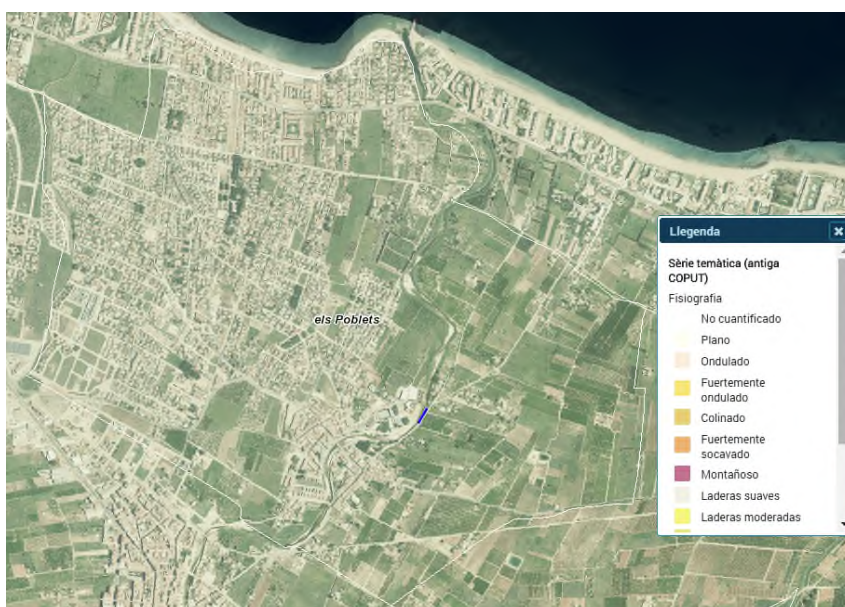 els Poblets
Llegenda
Sèrie temàtica (antiga
COPUT)
Fisiografia
No cuantificado
Plano
Ondulado
Fuertemente
ondulado
Colinado
Fuertemente
socavado
Montañoso
Laderas suaves
Laderas moderadas